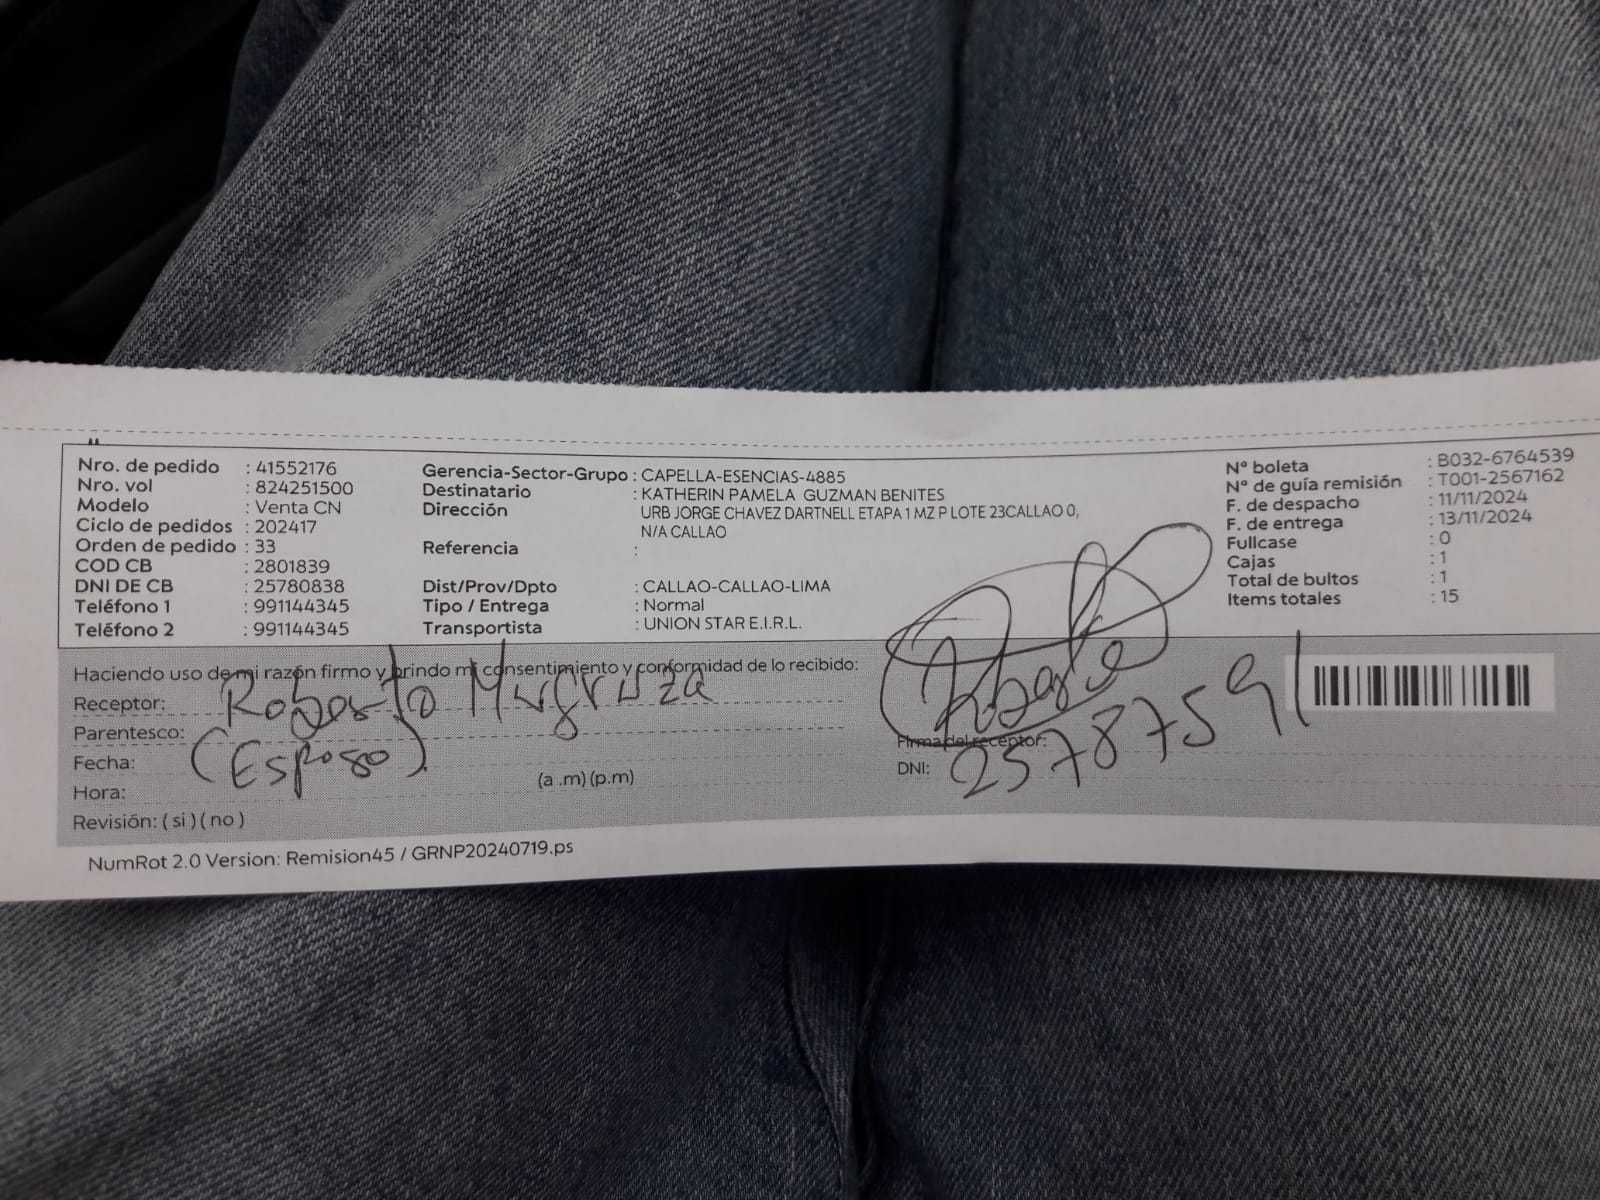 Nro. de pedido : 41552176
Nro. vol : 824251500
Modelo : Venta CN
Ciclo de pedidos : 202417
Orden de pedido : 33
COD CB : 2801839
DNI DE CB : 25780838
Teléfono 1 : 991144345
Teléfono 2 : 991144345
Gerencia-Sector-Grupo : CAPELLA-ESENCIAS-4885
Destinatario : KATHERIN PAMELA GUZMAN BENITES
Dirección URB JORGE CHAVEZ DARTNELL ETAPA 1 MZ P LOTE 23CALLAO 0,
N/A CALLAO
Referencia :
Dist/Prov/Dpto : CALLAO-CALLAO-LIMA
Tipo / Entrega : Normal
Transportista : UNION STAR E.I.R.L.
Nº boleta : B032-6764539
Nº de guía remisión : T001-2567162
F. de despacho : 11/11/2024
F. de entrega : 13/11/2024
Fullcase : 0
Cajas : 1
Total de bultos : 1
Items totales : 15
Haciendo uso de mi razón firmo y brindo mi consentimiento y conformidad de lo recibido:
Receptor: Roberto Mugruza
Parentesco: (Esposo)
Fecha:
Hora: (a .m) (p.m)
Revisión: ( si ) ( no )
Roberto
Firma del receptor:
DNI: 25787591
NumRot 2.0 Version: Remision45 / GRNP20240719.ps